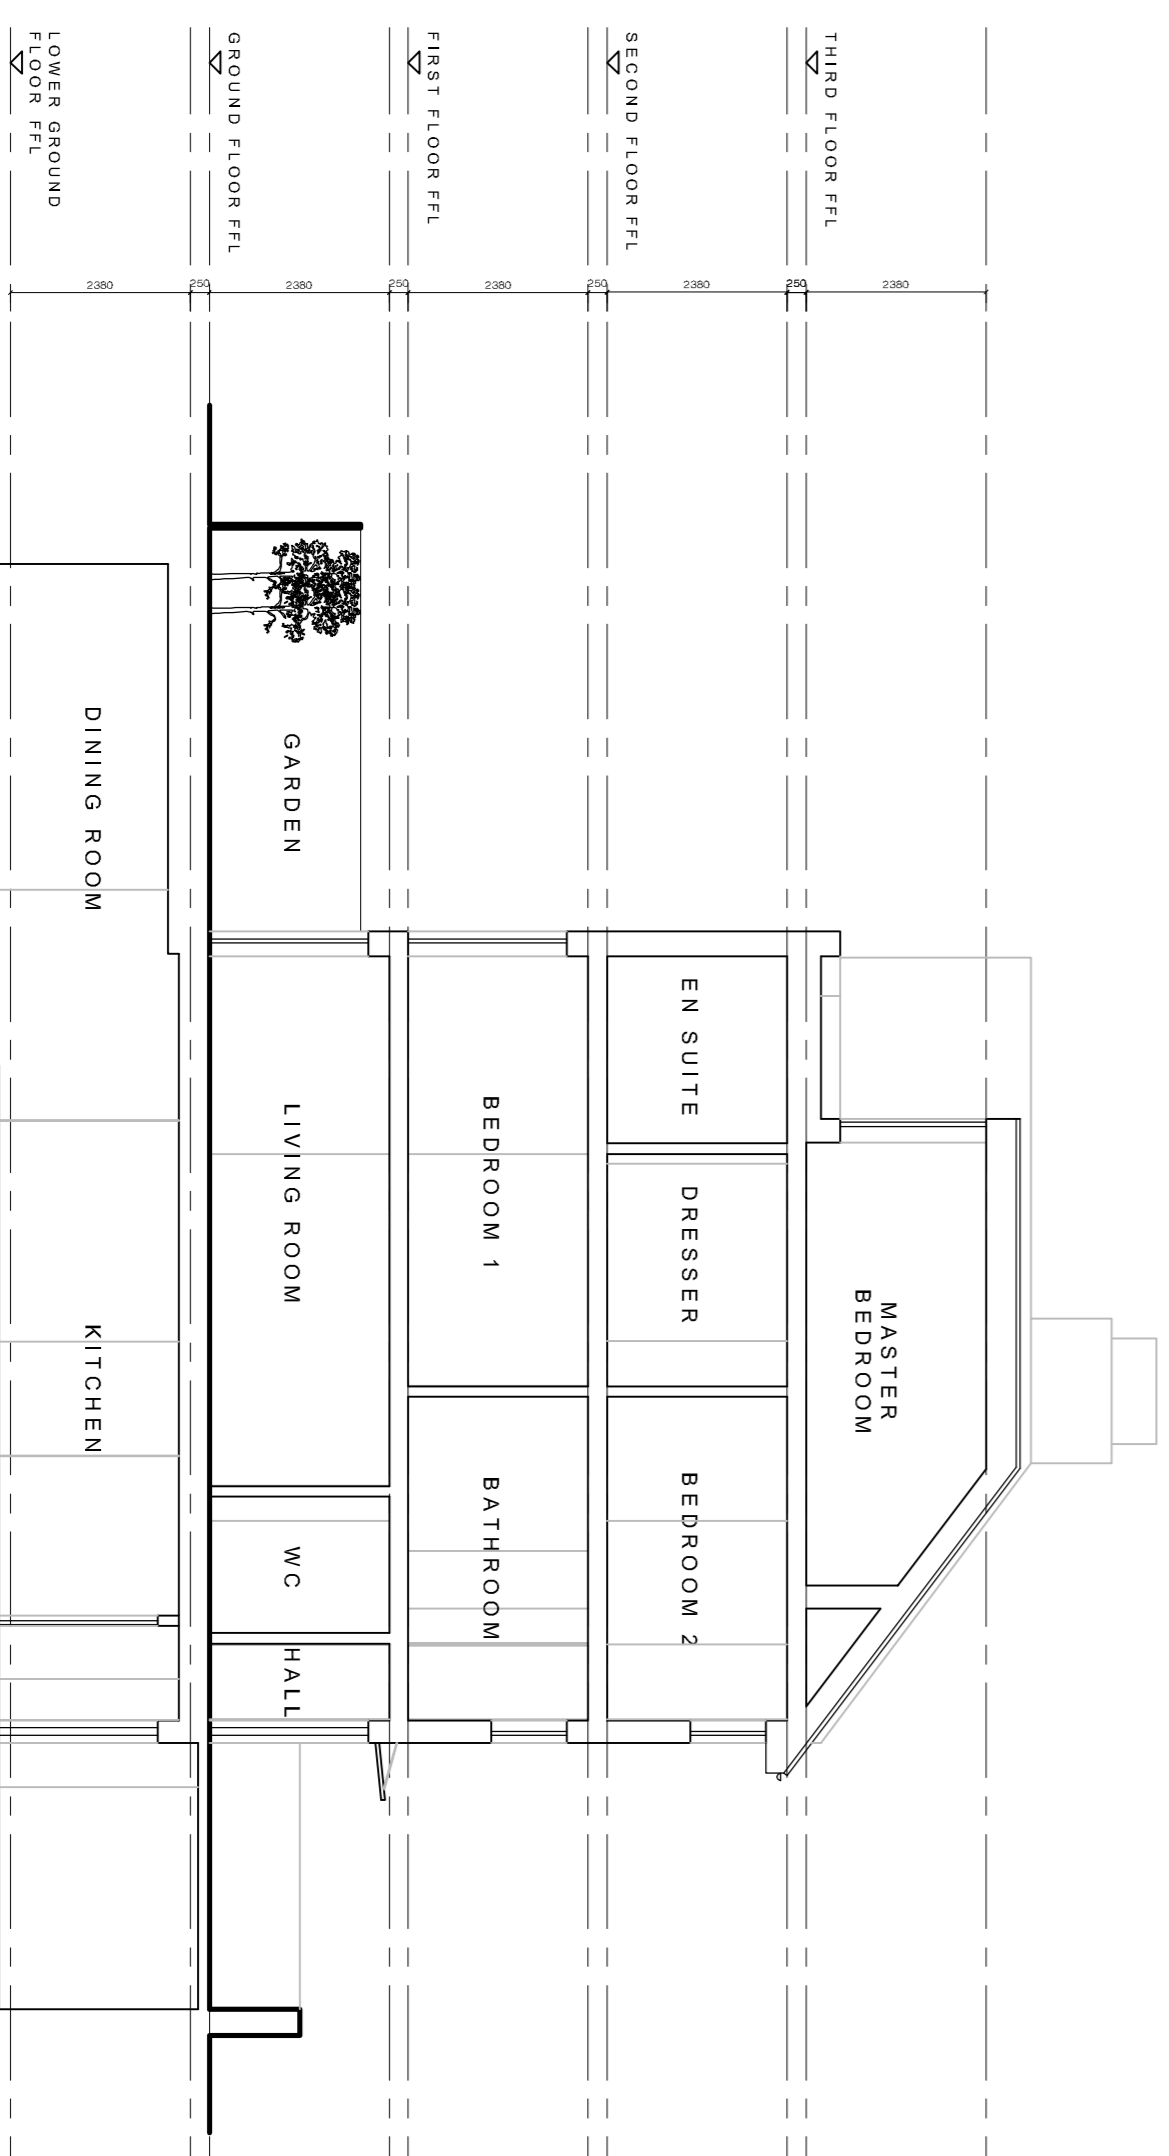 THIRD FLOOR FFL
SECOND FLOOR FFL
FIRST FLOOR FFL
GROUND FLOOR FFL
LOWER GROUND
FLOOR FFL
2380
250
2380
250
2380
250
2380
250
2380
MASTER
BEDROOM
EN SUITE
DRESSER
BEDROOM 2
BEDROOM 1
BATHROOM
GARDEN
LIVING ROOM
WC
HALL
DINING ROOM
KITCHEN